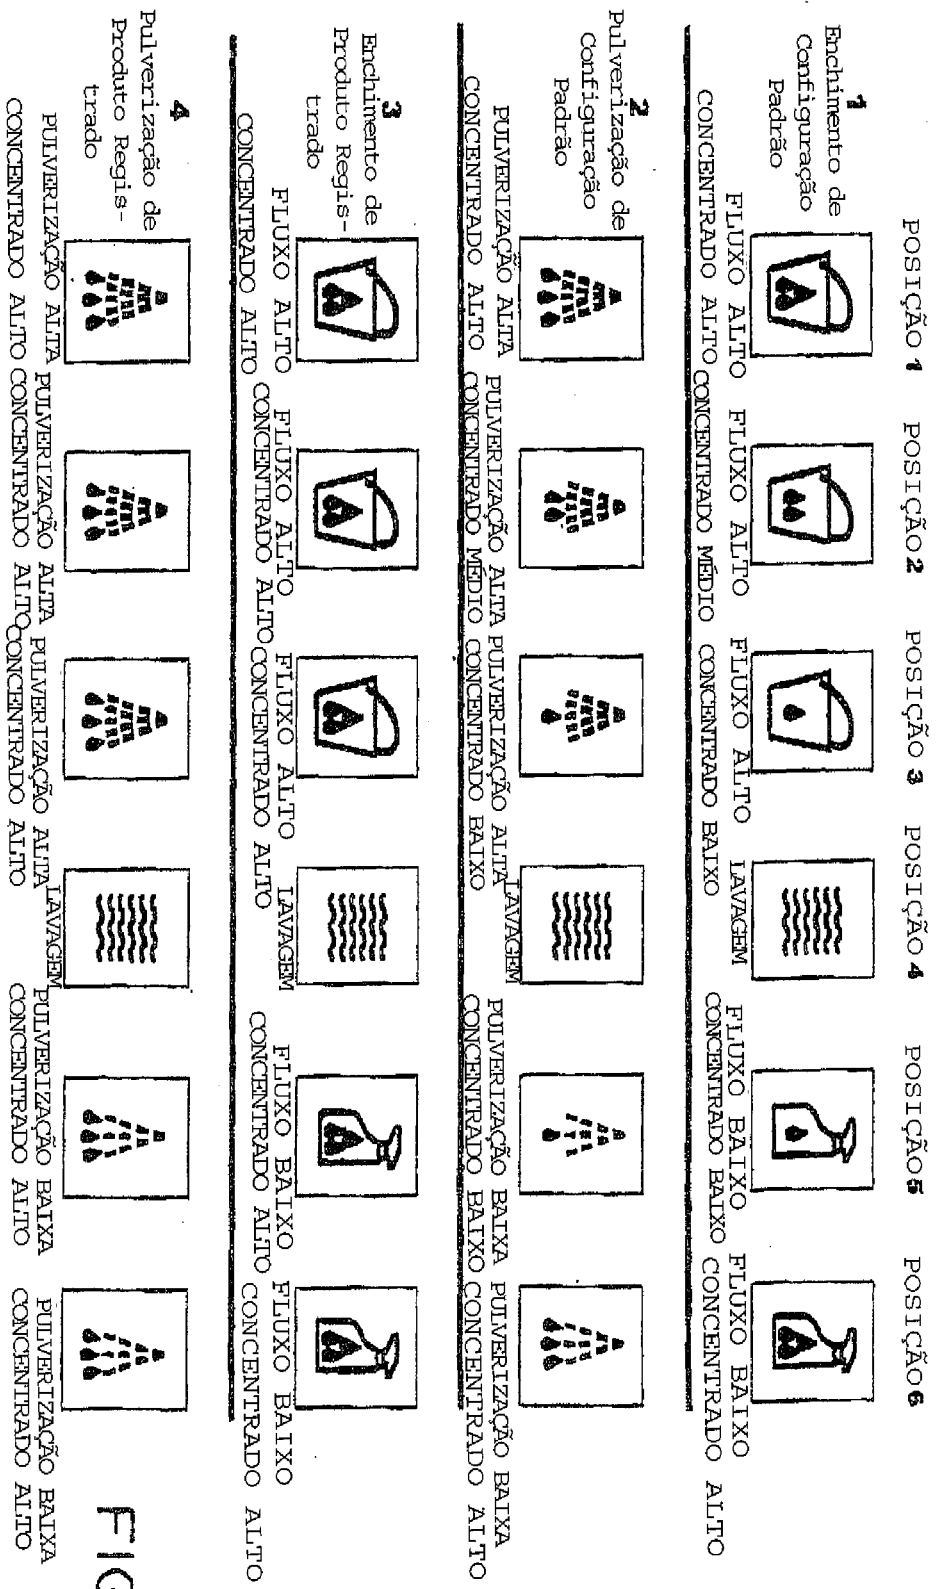 POSIÇÃO 1 POSIÇÃO 2 POSIÇÃO 3 POSIÇÃO 4 POSIÇÃO 5 POSIÇÃO 6
1
Enchimento de
Configuração
Padrão
FLUXO ALTO FLUXO ALTO FLUXO ALTO LAVAGEM FLUXO BAIXO FLUXO BAIXO
CONCENTRADO ALTO CONCENTRADO MÉDIO CONCENTRADO BAIXO CONCENTRADO BAIXO CONCENTRADO ALTO
2
Pulverização de
Configuração
Padrão
PULVERIZAÇÃO ALTA PULVERIZAÇÃO ALTA PULVERIZAÇÃO ALTA LAVAGEM PULVERIZAÇÃO BAIXA PULVERIZAÇÃO BAIXA
CONCENTRADO ALTO CONCENTRADO MÉDIO CONCENTRADO BAIXO CONCENTRADO BAIXO CONCENTRADO ALTO
3
Enchimento de
Produto Regis-
trado
FLUXO ALTO FLUXO ALTO FLUXO ALTO LAVAGEM FLUXO BAIXO FLUXO BAIXO
CONCENTRADO ALTO CONCENTRADO ALTO CONCENTRADO ALTO CONCENTRADO ALTO CONCENTRADO ALTO
4
Pulverização de
Produto Regis-
trado
PULVERIZAÇÃO ALTA PULVERIZAÇÃO ALTA PULVERIZAÇÃO ALTA LAVAGEM PULVERIZAÇÃO BAIXA PULVERIZAÇÃO BAIXA
CONCENTRADO ALTO CONCENTRADO ALTO CONCENTRADO ALTO CONCENTRADO ALTO CONCENTRADO ALTO
FIG